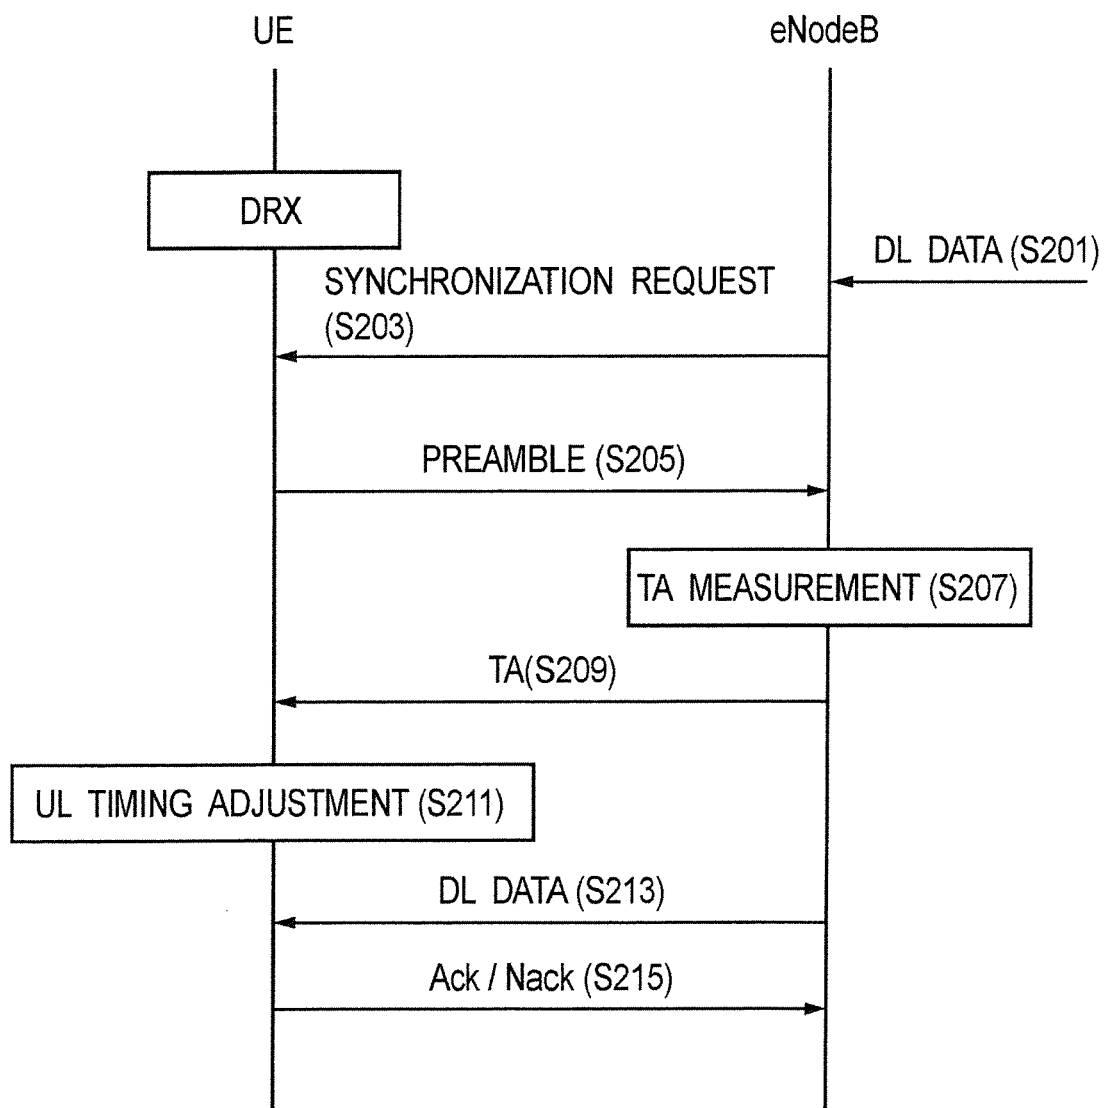 UE
eNodeB
DRX
DL DATA (S201)
SYNCHRONIZATION REQUEST
(S203)
PREAMBLE (S205)
TA MEASUREMENT (S207)
TA(S209)
UL TIMING ADJUSTMENT (S211)
DL DATA (S213)
Ack / Nack (S215)